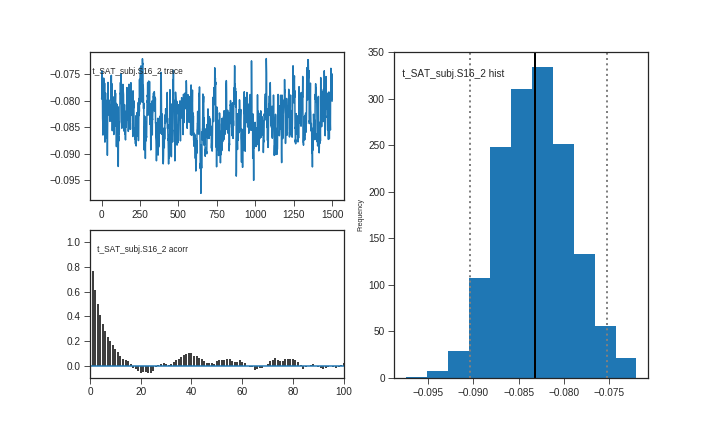 t_SAT_subj.S16_2 trace
−0.075
−0.080
−0.085
−0.090
−0.095
0 250 500 750 1000 1250 1500
t_SAT_subj.S16_2 acorr
1.0
0.8
0.6
0.4
0.2
0.0
0 20 40 60 80 100
t_SAT_subj.S16_2 hist
Frequency
350
300
250
200
150
100
50
0
−0.095 −0.090 −0.085 −0.080 −0.075